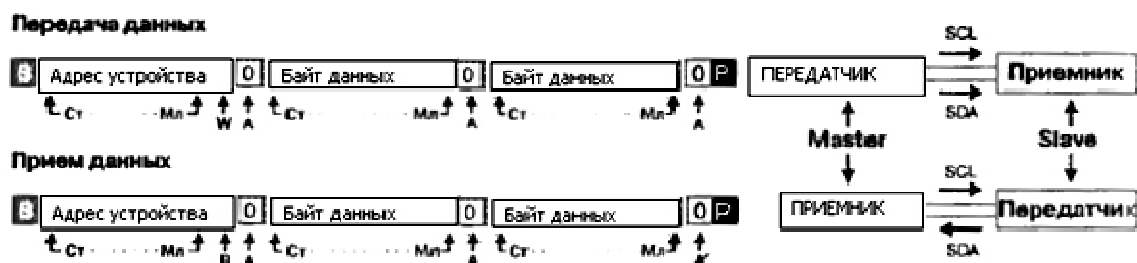 Передача данных
S Адрес устройства 0 Байт данных 0 Байт данных 0 P
Ст Мл W A Ст Мл A Ст Мл A
SCL
ПЕРЕДАТЧИК Приемник
SDA
Master Slave
Прием данных
S Адрес устройства 0 Байт данных 0 Байт данных 0 P
Ст Мл R A Ст Мл A Ст Мл A'
SCL
ПРИЕМНИК Передатчик
SDA